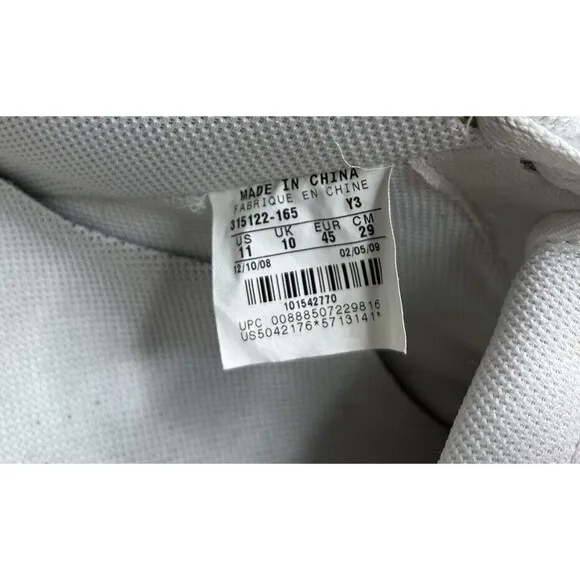 MADE IN CHINA
FABRIQUE EN CHINE
315122-165 Y3
US UK EUR CM
11 10 45 29
12/10/08 02/05/09
101542770
UPC 00888507229816
US5042176*5713141*